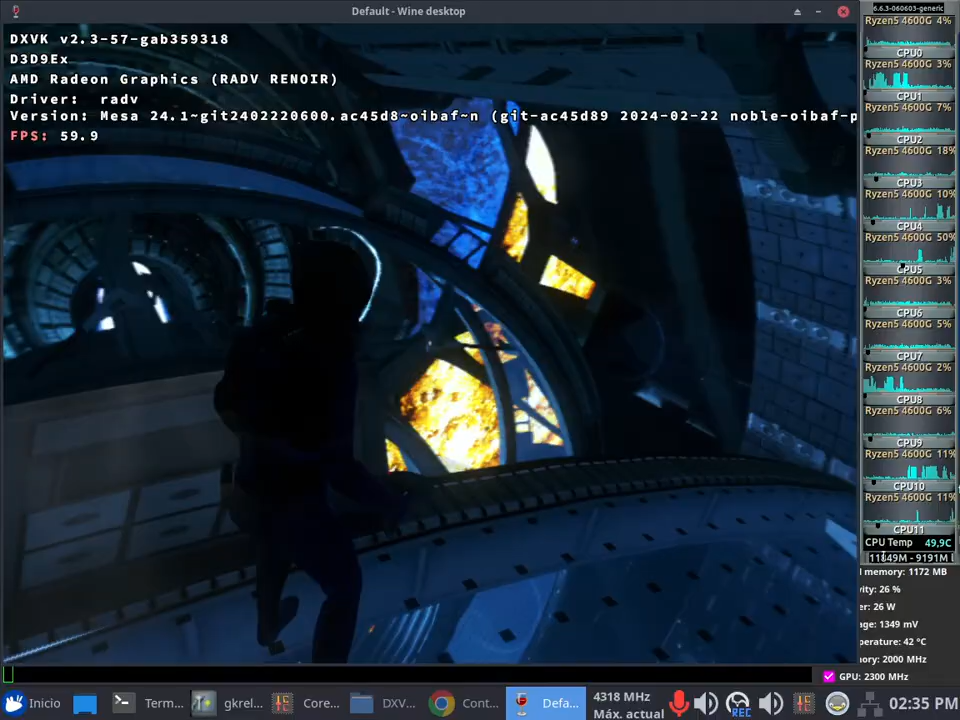 Default - Wine desktop
DXVK v2.3-57-gab359318
D3D9Ex
AMD Radeon Graphics (RADV RENOIR)
Driver: radv
Version: Mesa 24.1~git2402220600.ac45d8~oibaf~n (git-ac45d89 2024-02-22 noble-oibaf-p
FPS: 59.9
6.6.3-060603-generic
Ryzen5 4600G 4%
CPU0
Ryzen5 4600G 3%
CPU1
Ryzen5 4600G 7%
CPU2
Ryzen5 4600G 18%
CPU3
Ryzen5 4600G 10%
CPU4
Ryzen5 4600G 50%
CPU5
Ryzen5 4600G 3%
CPU6
Ryzen5 4600G 5%
CPU7
Ryzen5 4600G 2%
CPU8
Ryzen5 4600G 6%
CPU9
Ryzen5 4600G 11%
CPU10
Ryzen5 4600G 11%
CPU11
CPU Temp 49,9C
- 9191M
memory: 1172 MB
vity: 26 %
er: 26 W
age: 1349 mV
perature: 42 °C
ory: 2000 MHz
GPU: 2300 MHz
Inicio
Term...
gkrel...
Core...
DXV...
Cont...
Defa...
4318 MHz
Máx. actual
REC
02:35 PM